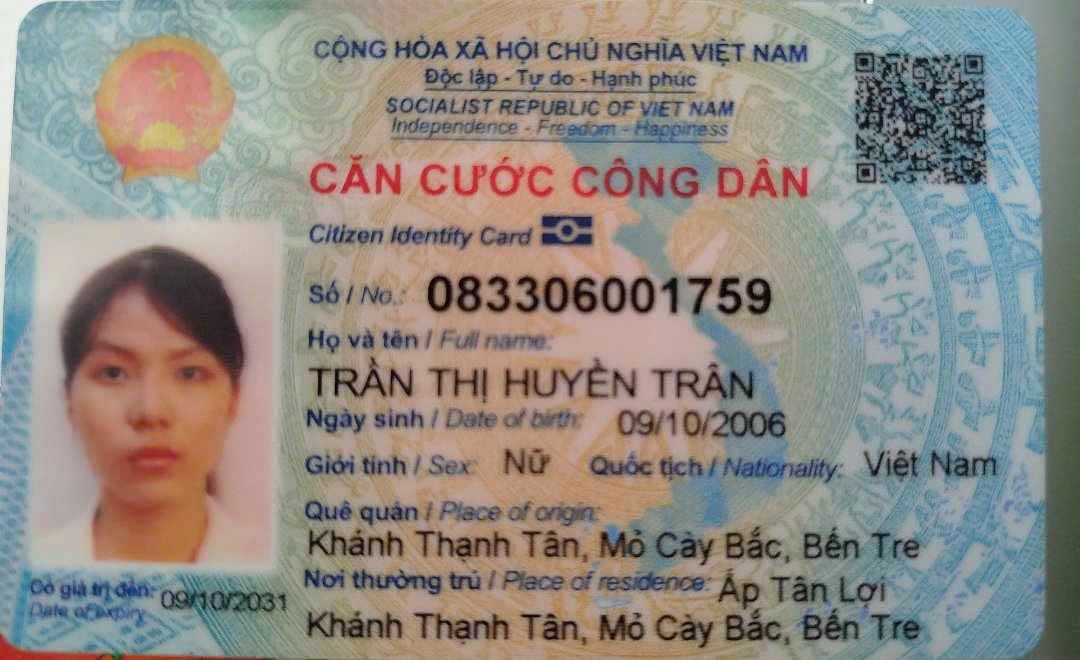 CỘNG HÒA XÃ HỘI CHỦ NGHĨA VIỆT NAM
Độc lập - Tự do - Hạnh phúc
SOCIALIST REPUBLIC OF VIET NAM
Independence - Freedom - Happiness
CĂN CƯỚC CÔNG DÂN
Citizen Identity Card
Số / No.: 083306001759
Họ và tên / Full name:
TRẦN THỊ HUYỀN TRÂN
Ngày sinh / Date of birth: 09/10/2006
Giới tính / Sex: Nữ Quốc tịch / Nationality: Việt Nam
Quê quán / Place of origin:
Khánh Thạnh Tân, Mỏ Cày Bắc, Bến Tre
Nơi thường trú / Place of residence: Ấp Tân Lợi
Khánh Thạnh Tân, Mỏ Cày Bắc, Bến Tre
Có giá trị đến: 09/10/2031
Date of expiry